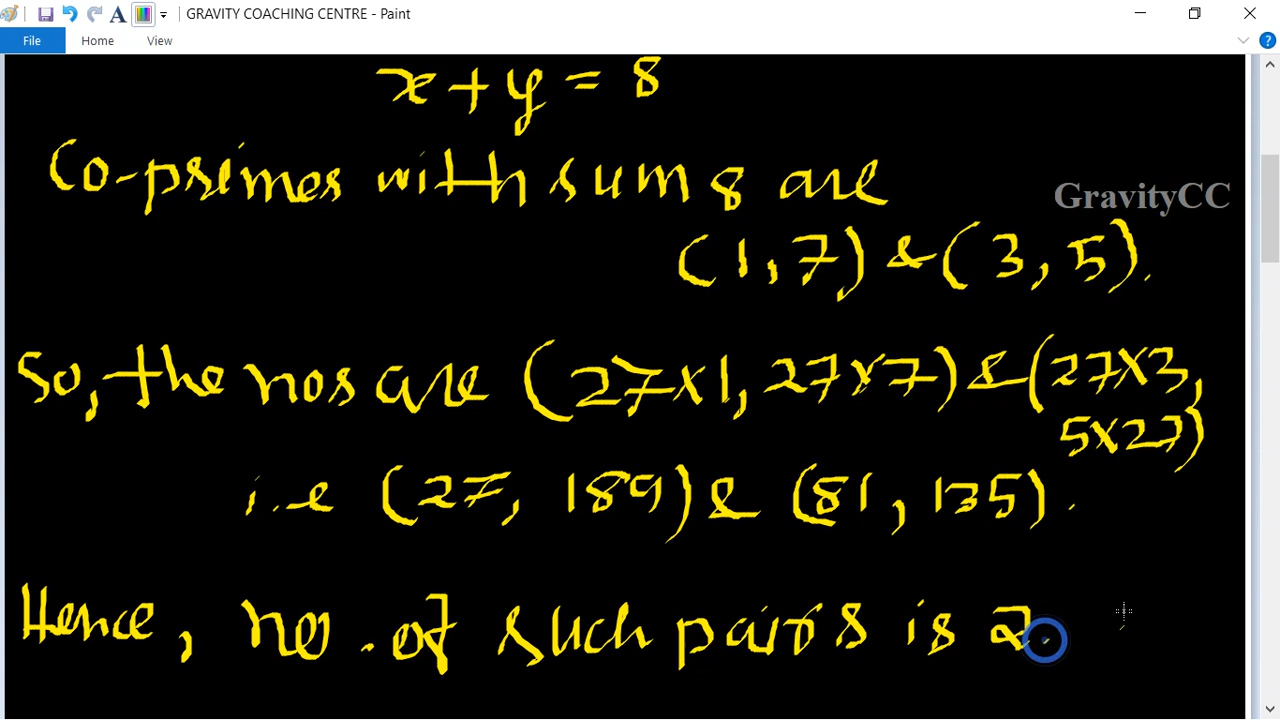 GRAVITY COACHING CENTRE - Paint
File Home View
x + y = 8
Co-primes with sum 8 are
GravityCC
(1, 7) & (3, 5).
So, the nos are (27×1, 27×7) & (27×3,
5×27)
i.e (27, 189) & (81, 135).
Hence, no. of such pairs is 2.